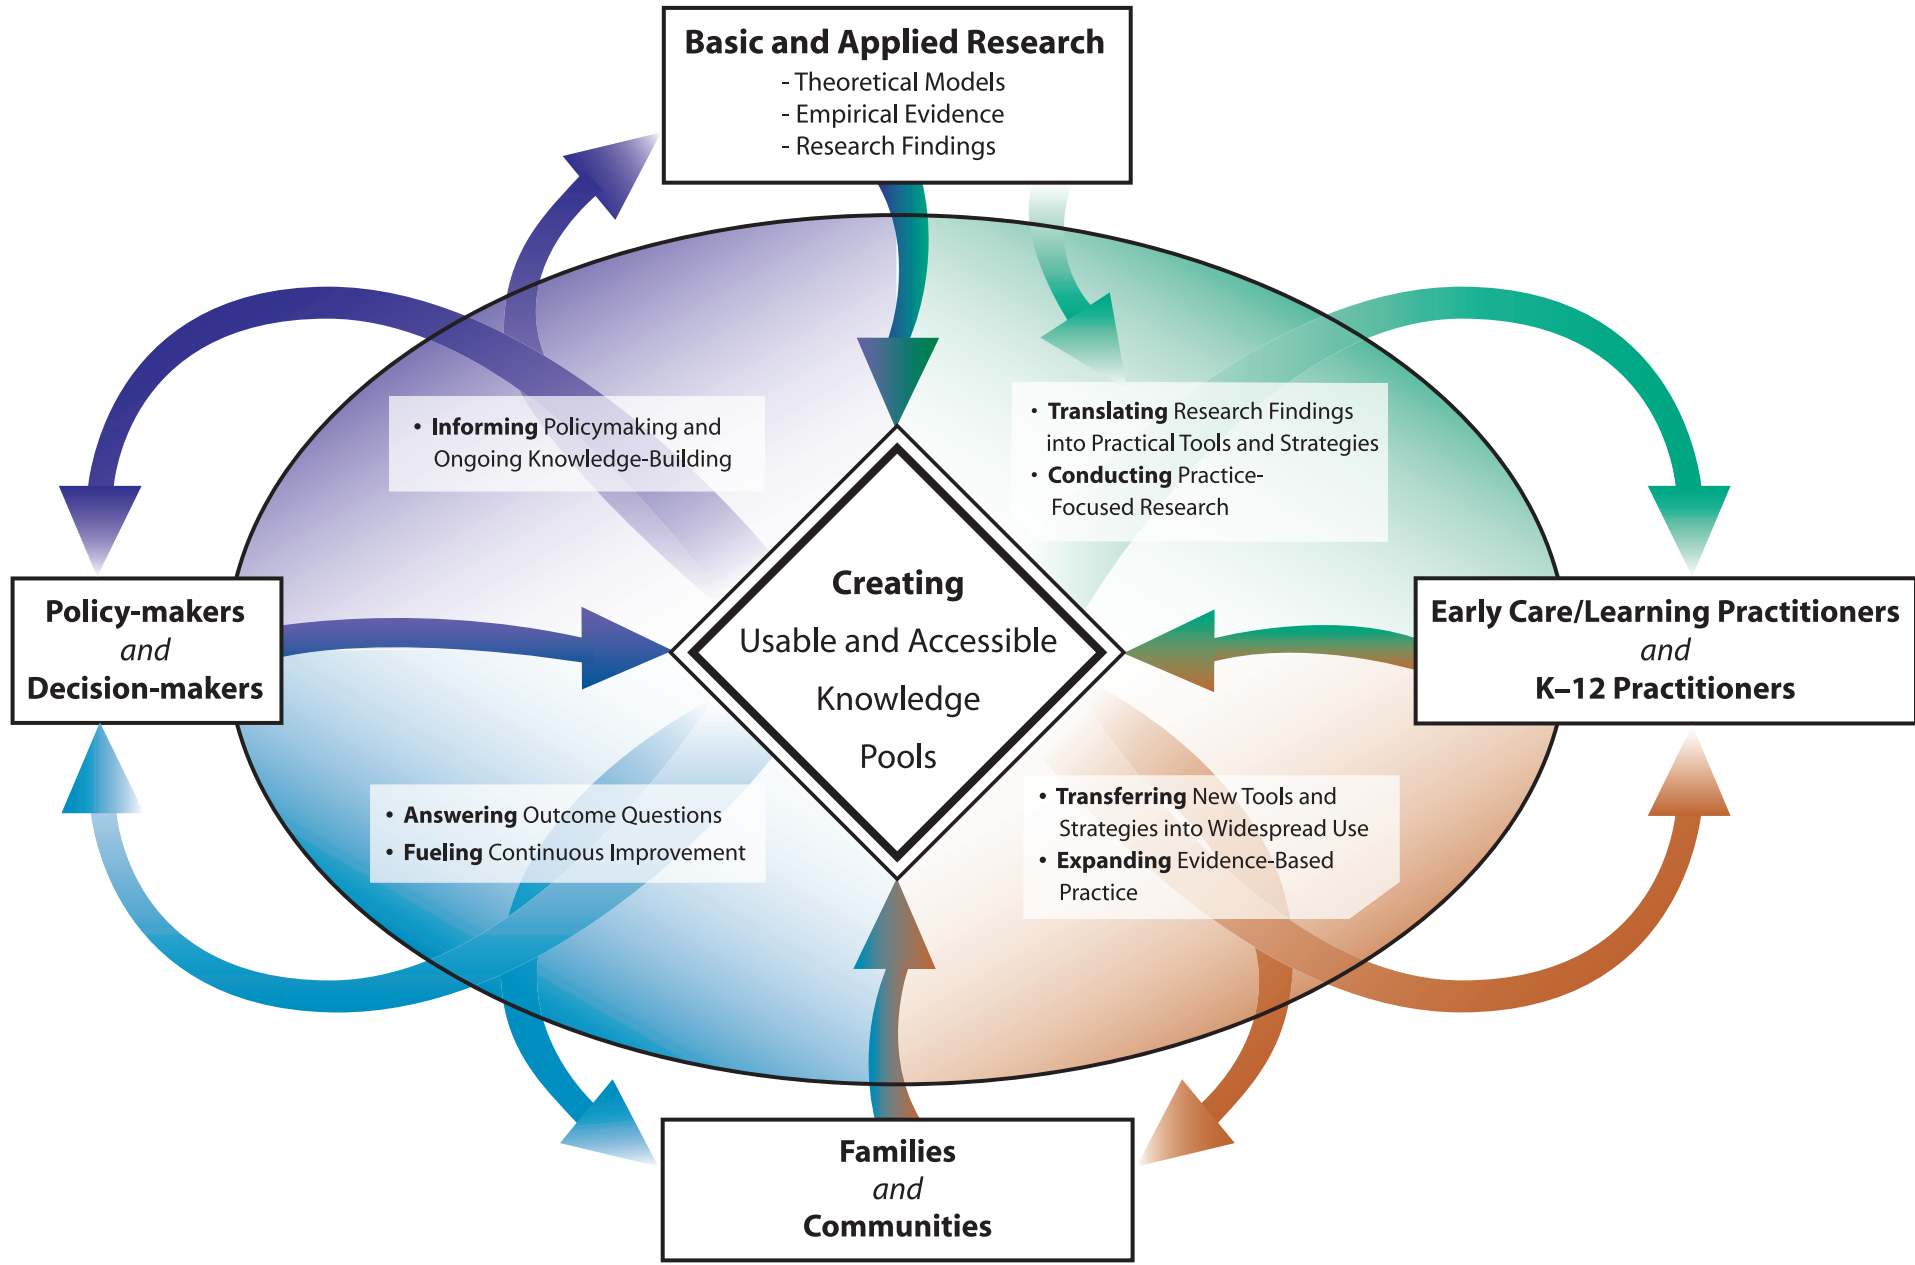 Basic and Applied Research
- Theoretical Models
- Empirical Evidence
- Research Findings
• Informing Policymaking and
Ongoing Knowledge-Building
• Translating Research Findings
into Practical Tools and Strategies
• Conducting Practice-
Focused Research
Policy-makers
and
Decision-makers
Creating
Usable and Accessible
Knowledge
Pools
Early Care/Learning Practitioners
and
K–12 Practitioners
• Answering Outcome Questions
• Fueling Continuous Improvement
• Transferring New Tools and
Strategies into Widespread Use
• Expanding Evidence-Based
Practice
Families
and
Communities